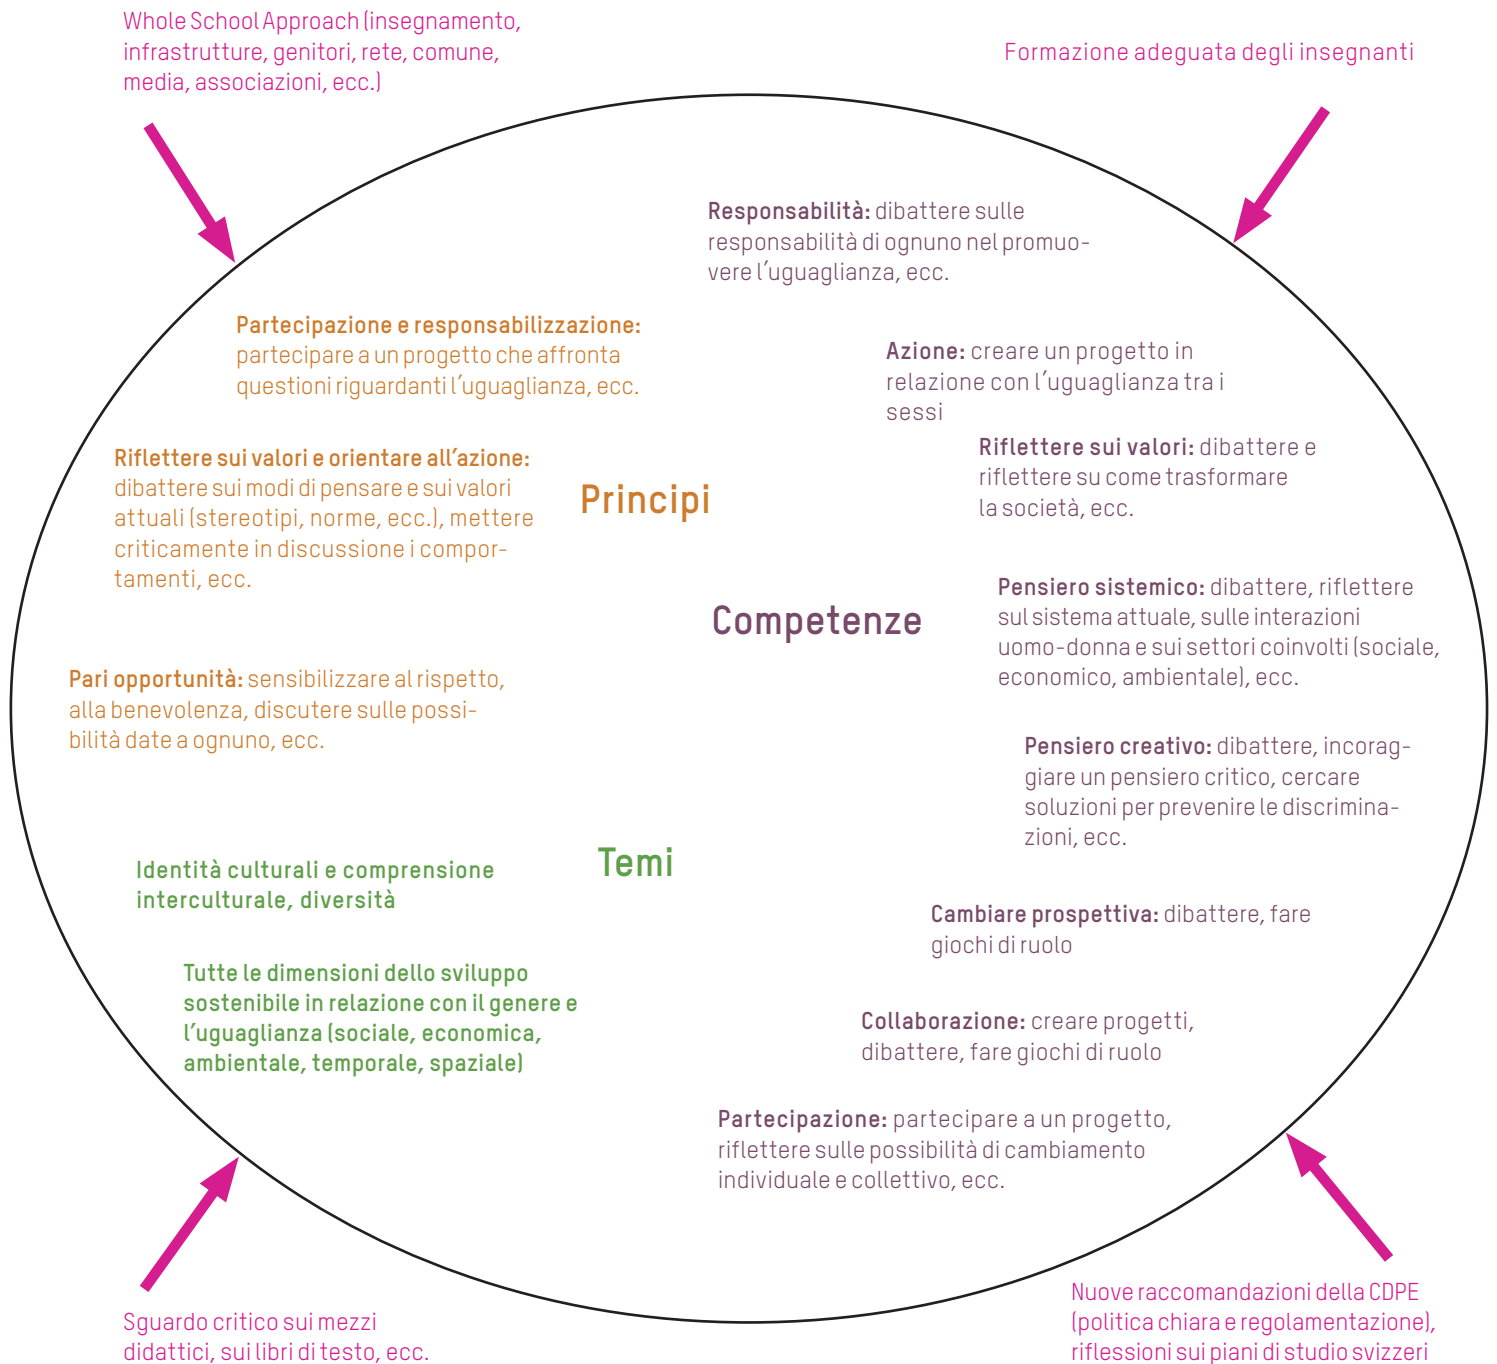 Whole School Approach (insegnamento,
infrastrutture, genitori, rete, comune,
media, associazioni, ecc.)
Formazione adeguata degli insegnanti
Responsabilità: dibattere sulle
responsabilità di ognuno nel promuo-
vere l’uguaglianza, ecc.
Partecipazione e responsabilizzazione:
partecipare a un progetto che affronta
questioni riguardanti l’uguaglianza, ecc.
Azione: creare un progetto in
relazione con l’uguaglianza tra i
sessi
Riflettere sui valori e orientare all’azione:
dibattere sui modi di pensare e sui valori
attuali (stereotipi, norme, ecc.), mettere
criticamente in discussione i compor-
tamenti, ecc.
Principi
Riflettere sui valori: dibattere e
riflettere su come trasformare
la società, ecc.
Competenze
Pensiero sistemico: dibattere, riflettere
sul sistema attuale, sulle interazioni
uomo-donna e sui settori coinvolti (sociale,
economico, ambientale), ecc.
Pari opportunità: sensibilizzare al rispetto,
alla benevolenza, discutere sulle possi-
bilità date a ognuno, ecc.
Pensiero creativo: dibattere, incorag-
giare un pensiero critico, cercare
soluzioni per prevenire le discrimina-
zioni, ecc.
Temi
Identità culturali e comprensione
interculturale, diversità
Cambiare prospettiva: dibattere, fare
giochi di ruolo
Tutte le dimensioni dello sviluppo
sostenibile in relazione con il genere e
l’uguaglianza (sociale, economica,
ambientale, temporale, spaziale)
Collaborazione: creare progetti,
dibattere, fare giochi di ruolo
Partecipazione: partecipare a un progetto,
riflettere sulle possibilità di cambiamento
individuale e collettivo, ecc.
Sguardo critico sui mezzi
didattici, sui libri di testo, ecc.
Nuove raccomandazioni della CDPE
(politica chiara e regolamentazione),
riflessioni sui piani di studio svizzeri